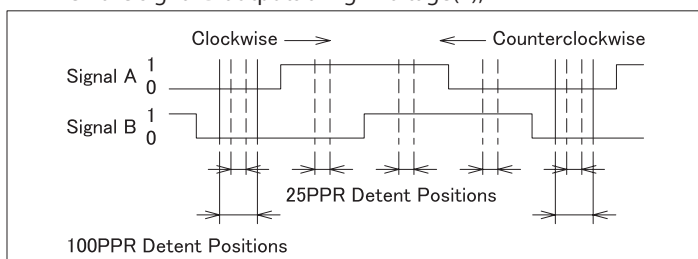 Clockwise Counterclockwise
Signal A 1
0
Signal B 1
0
25PPR Detent Positions
100PPR Detent Positions